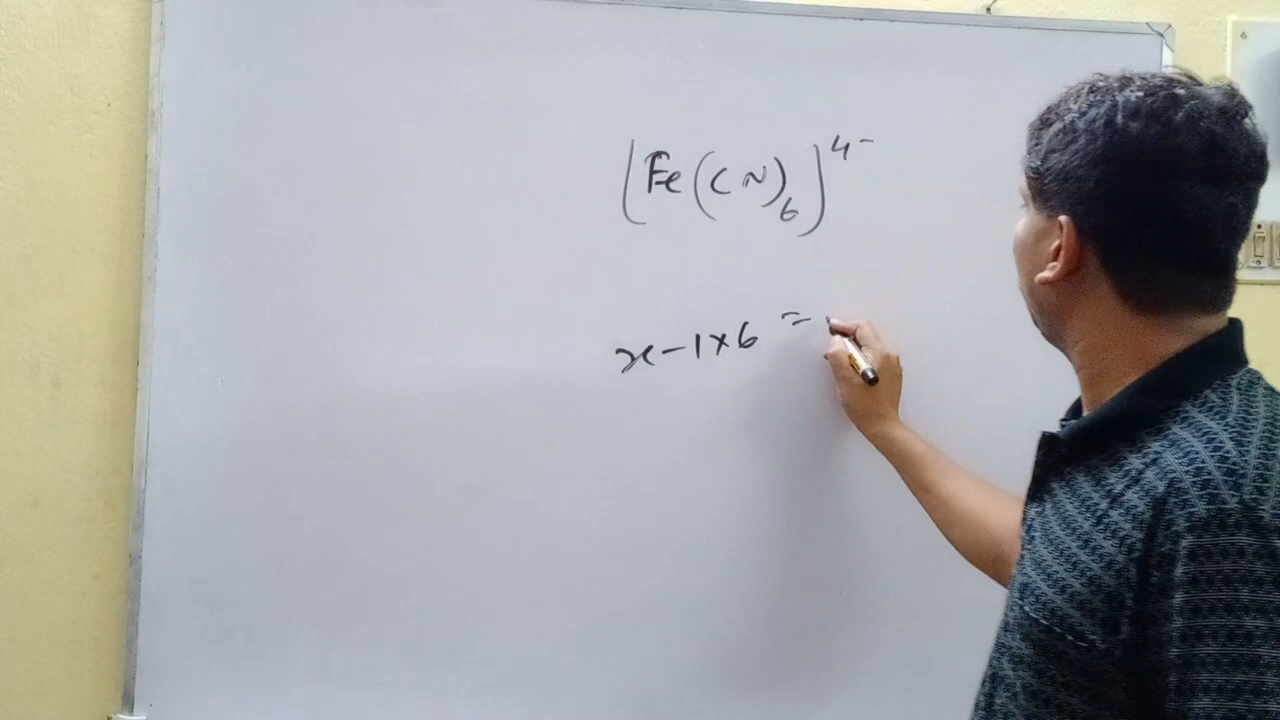 [Fe(CN)₆]⁴⁻
x-1×6 =